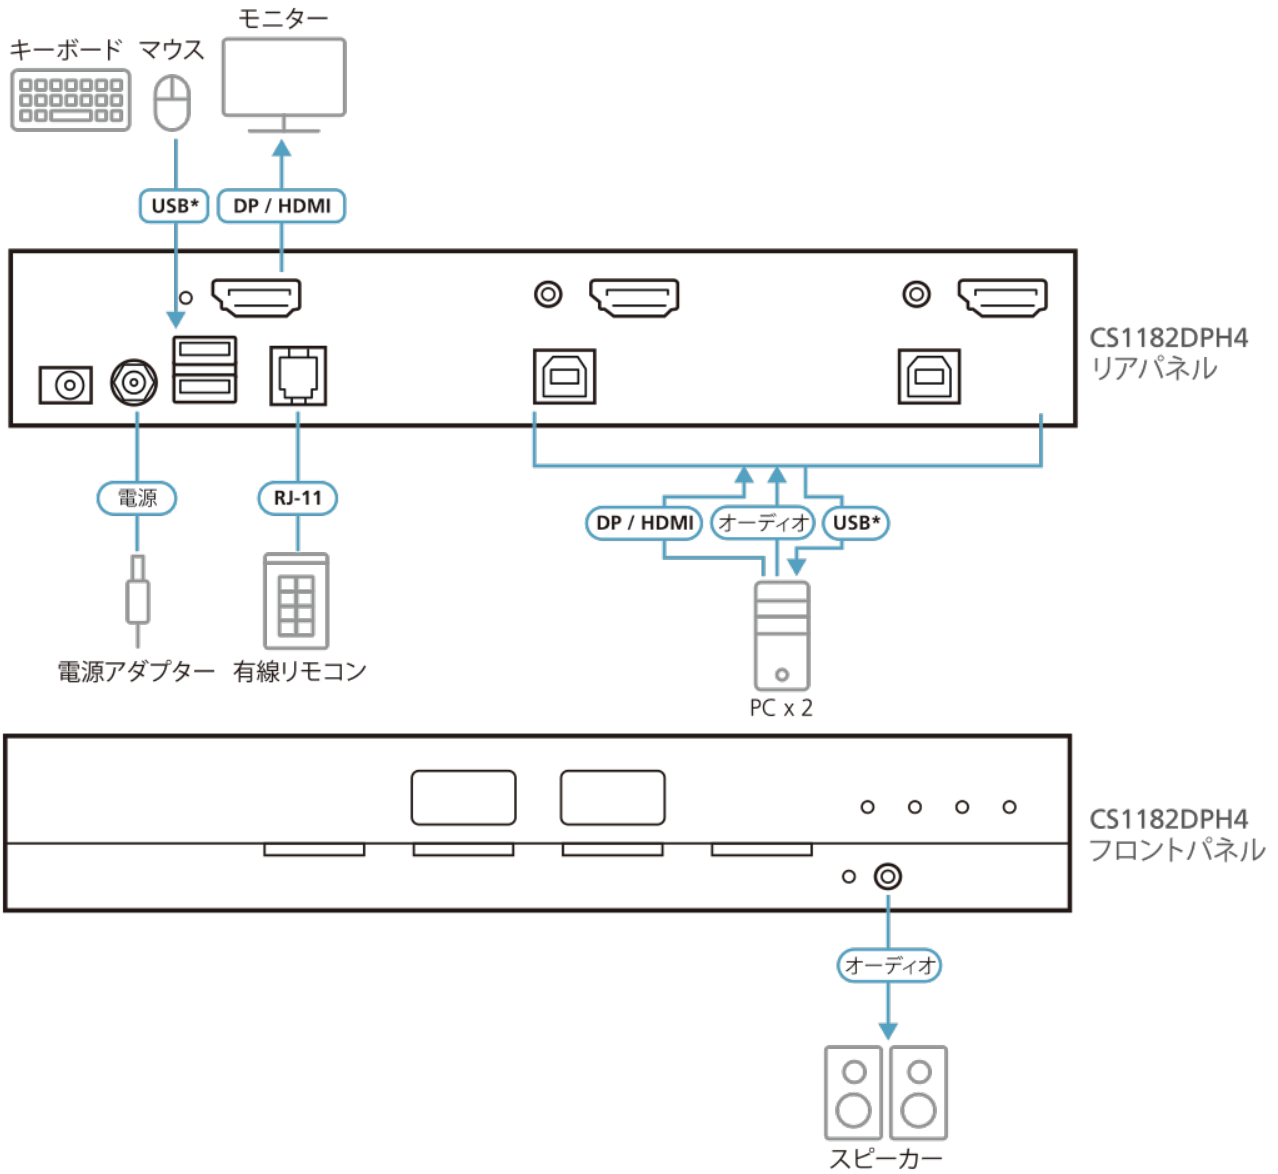 モニター
キーボード マウス
USB*
DP / HDMI
CS1182DPH4
リアパネル
電源
RJ-11
DP / HDMI
オーディオ
USB*
電源アダプター
有線リモコン
PC x 2
CS1182DPH4
フロントパネル
オーディオ
スピーカー